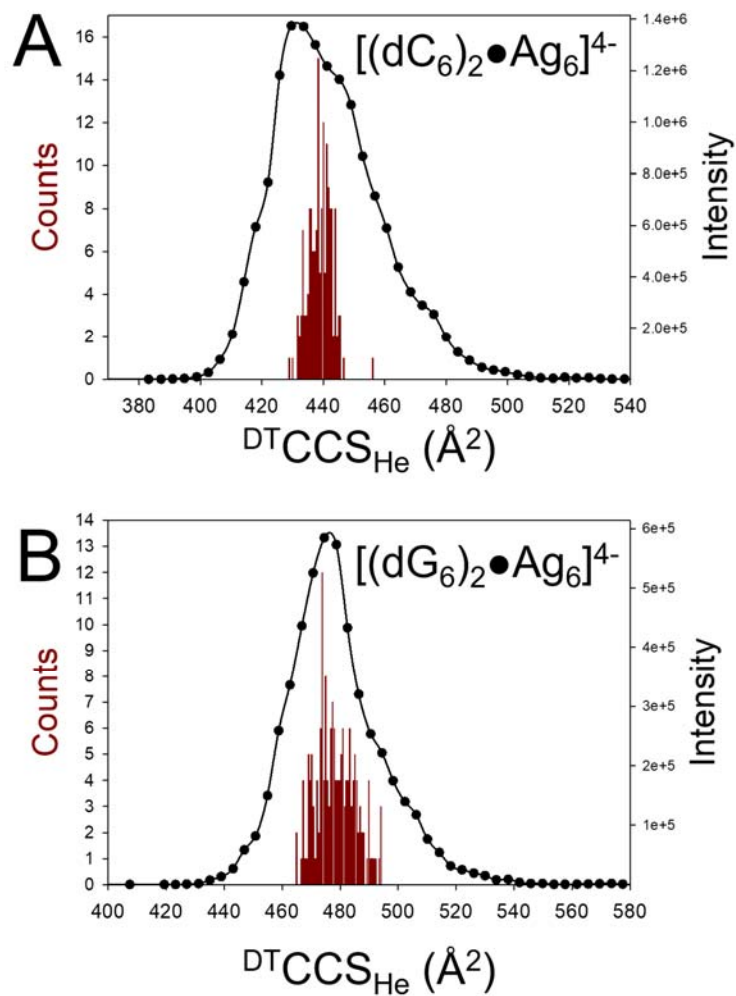 A
[(dC6)2●Ag6]4-
16
14
12
10
8
6
4
2
0
Counts
1.4e+6
1.2e+6
1.0e+6
8.0e+5
6.0e+5
4.0e+5
2.0e+5
Intensity
380 400 420 440 460 480 500 520 540
DTCCSHe (Å2)
B
[(dG6)2●Ag6]4-
14
13
12
11
10
9
8
7
6
5
4
3
2
1
0
Counts
6e+5
5e+5
4e+5
3e+5
2e+5
1e+5
Intensity
400 420 440 460 480 500 520 540 560 580
DTCCSHe (Å2)